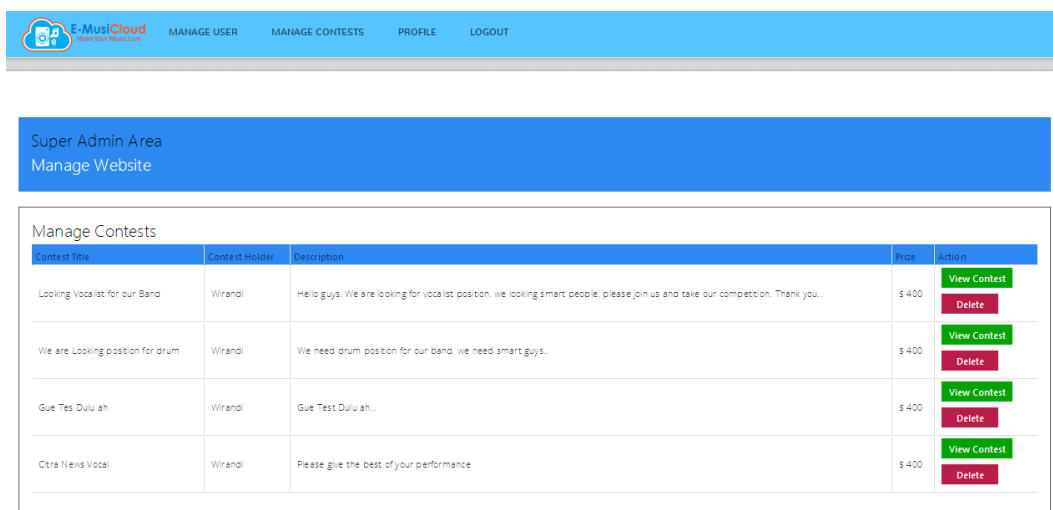 E-MusiCloud
Make Your Music Live
MANAGE USER MANAGE CONTESTS PROFILE LOGOUT
Super Admin Area
Manage Website
Manage Contests
Contest Title Contest Holder Description Prize Action
Looking Vocalist for our Band Wirandi Hello guys, We are looking for vocalist position. we looking smart people. please join us and take our competition. Thank you.. $ 400 View Contest
Delete
We are Looking position for drum Wirandi We need drum position for our band, we need smart guys.. $ 400 View Contest
Delete
Gue Tes Dulu ah Wirandi Gue Test Dulu ah.. $ 400 View Contest
Delete
Citra News Vocal Wirandi Please give the best of your performance $ 400 View Contest
Delete